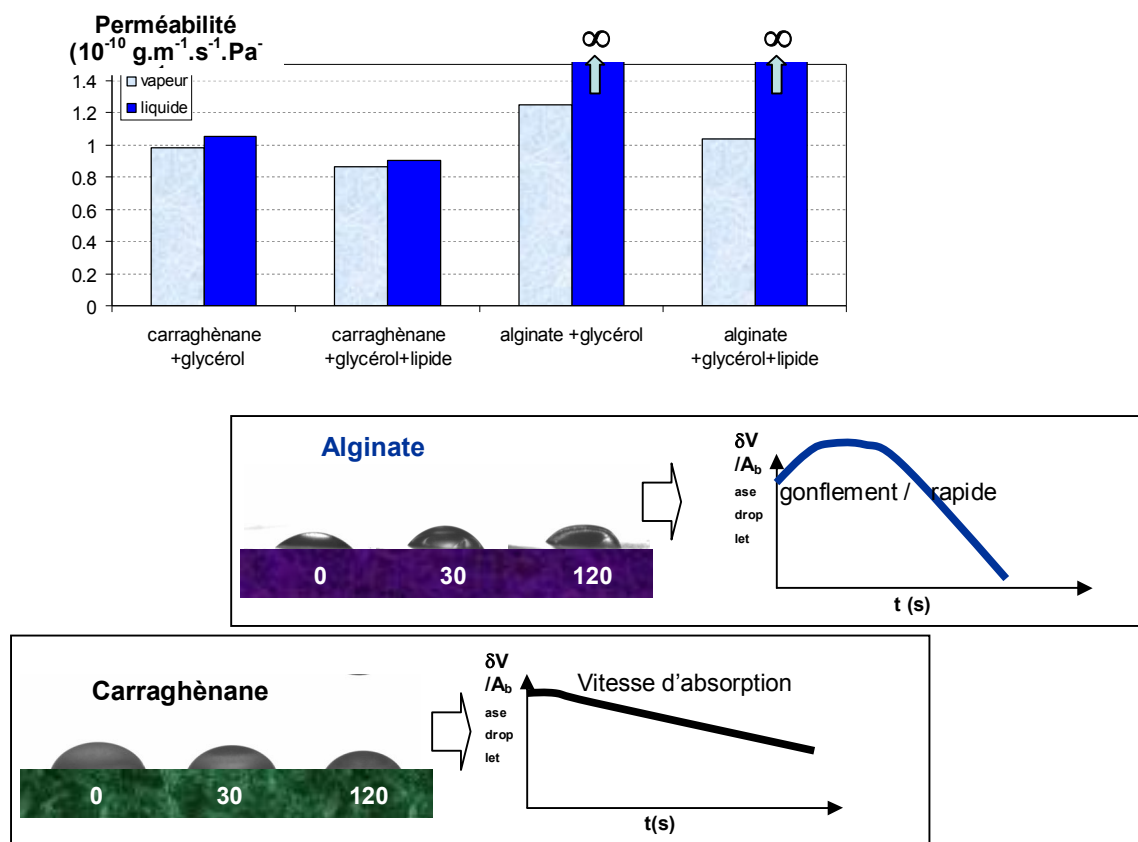 Perméabilité
(10⁻¹⁰ g.m⁻¹.s⁻¹.Pa⁻
vapeur
liquide
∞ ∞
1.4
1.2
1
0.8
0.6
0.4
0.2
0
carraghènane
+glycérol
carraghènane
+glycérol+lipide
alginate +glycérol
alginate
+glycérol+lipide
Alginate
0 30 120
δV
/Ab
ase
drop
let
gonflement / rapide
t (s)
Carraghènane
0 30 120
δV
/Ab
ase
drop
let
Vitesse d’absorption
t(s)